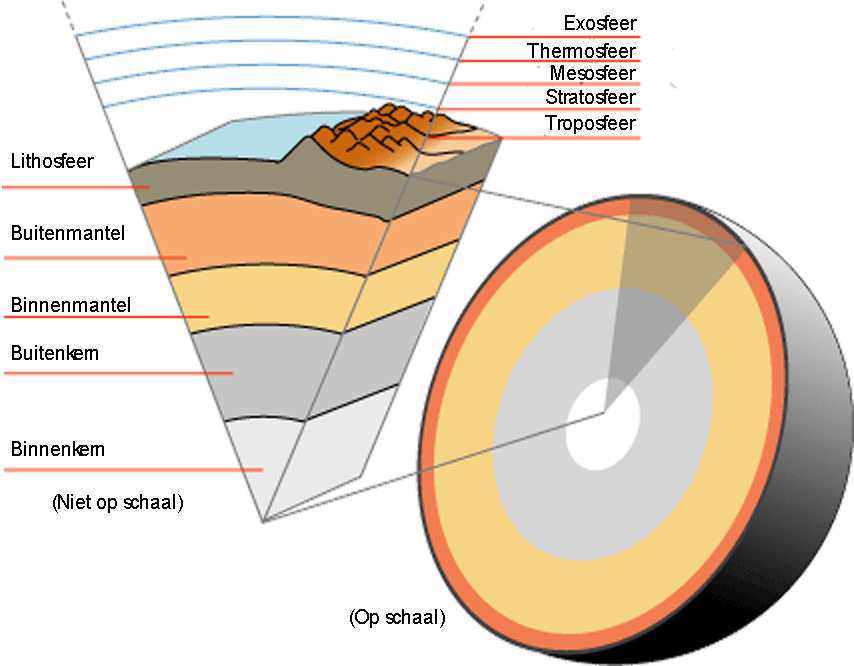 Exosfeer
Thermosfeer
Mesosfeer
Stratosfeer
Troposfeer
Lithosfeer
Buitenmantel
Binnenmantel
Buitenkern
Binnenkern
(Niet op schaal)
(Op schaal)